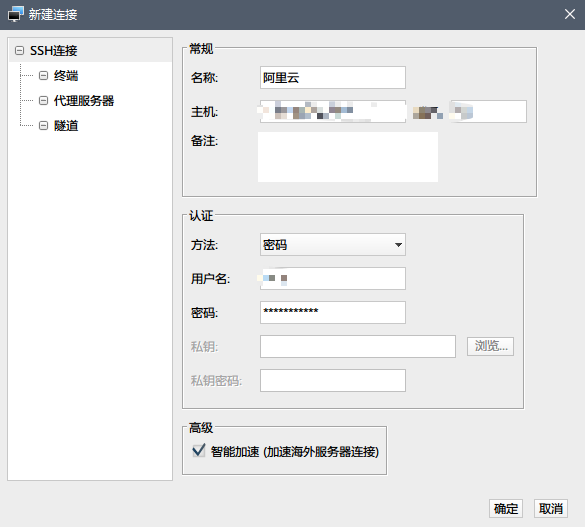 新建连接
SSH连接
终端
代理服务器
隧道
常规
名称: 阿里云
主机:
备注:
认证
方法: 密码
用户名:
密码: ***********
私钥: 浏览...
私钥密码:
高级
智能加速 (加速海外服务器连接)
确定 取消